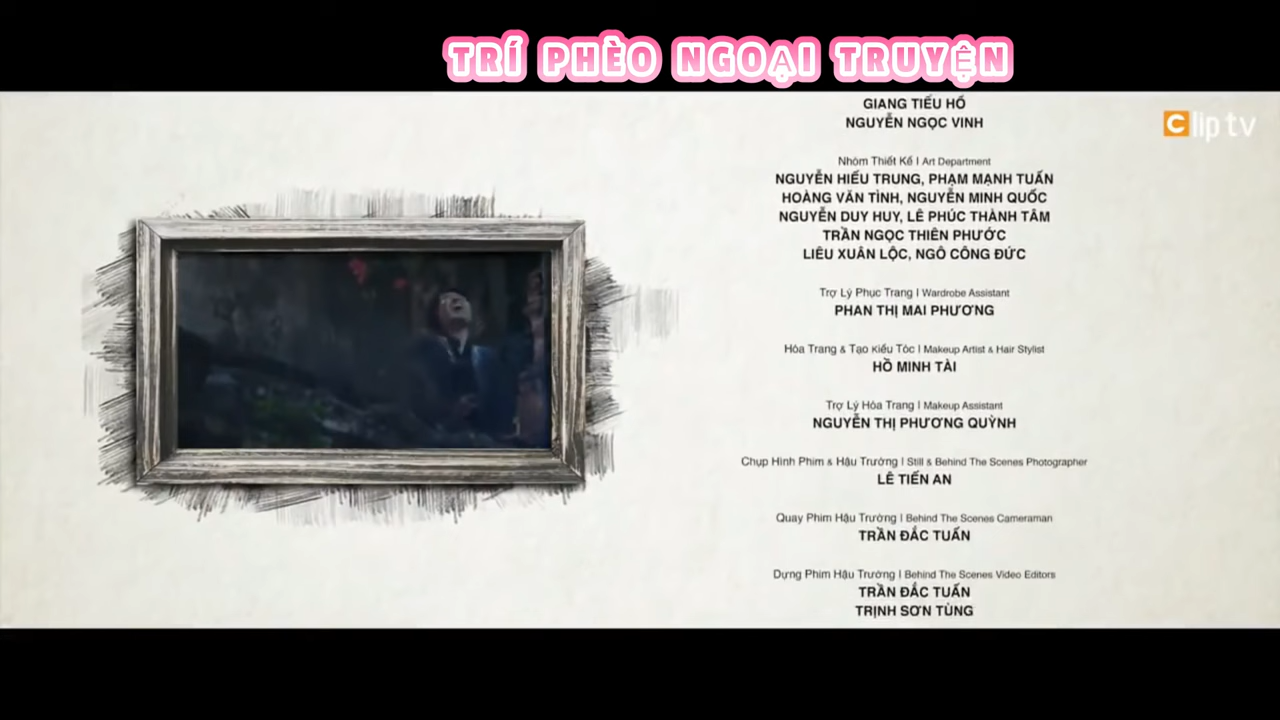 TRÍ PHÈO NGOẠI TRUYỆN
GIANG TIỂU HỔ
NGUYỄN NGỌC VINH
Clip tv
Nhóm Thiết Kế | Art Department
NGUYỄN HIẾU TRUNG, PHẠM MẠNH TUẤN
HOÀNG VĂN TÌNH, NGUYỄN MINH QUỐC
NGUYỄN DUY HUY, LÊ PHÚC THÀNH TÂM
TRẦN NGỌC THIÊN PHƯỚC
LIÊU XUÂN LỘC, NGÔ CÔNG ĐỨC
Trợ Lý Phục Trang | Wardrobe Assistant
PHAN THỊ MAI PHƯƠNG
Hóa Trang & Tạo Kiểu Tóc | Makeup Artist & Hair Stylist
HỒ MINH TÀI
Trợ Lý Hóa Trang | Makeup Assistant
NGUYỄN THỊ PHƯƠNG QUỲNH
Chụp Hình Phim & Hậu Trường | Still & Behind The Scenes Photographer
LÊ TIẾN AN
Quay Phim Hậu Trường | Behind The Scenes Cameraman
TRẦN ĐẮC TUẤN
Dựng Phim Hậu Trường | Behind The Scenes Video Editors
TRẦN ĐẮC TUẤN
TRỊNH SƠN TÙNG